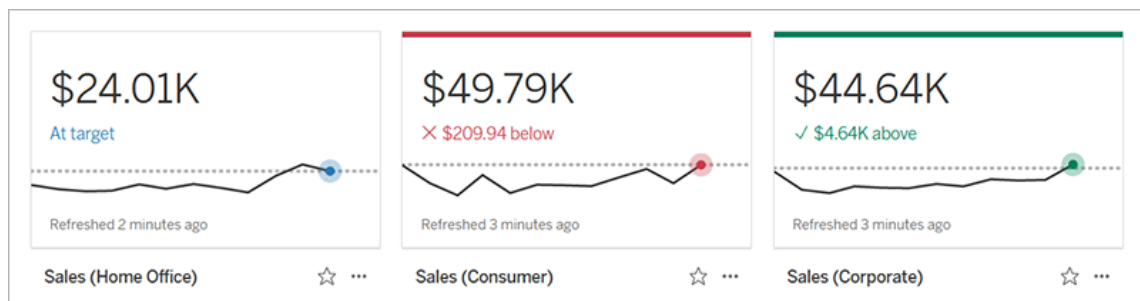 $24.01K
At target
Refreshed 2 minutes ago
Sales (Home Office)
$49.79K
$209.94 below
Refreshed 3 minutes ago
Sales (Consumer)
$44.64K
$4.64K above
Refreshed 3 minutes ago
Sales (Corporate)